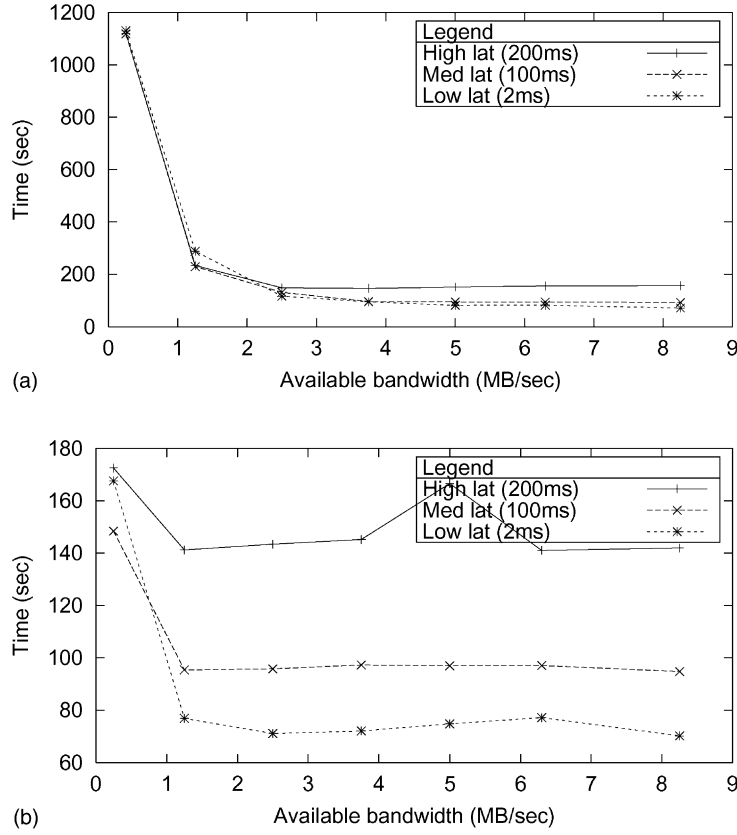 1200
1000
800
600
400
200
0
Time (sec)
Legend
High lat (200ms)
Med lat (100ms)
Low lat (2ms)
0 1 2 3 4 5 6 7 8 9
Available bandwidth (MB/sec)
(a)
180
160
140
120
100
80
60
Time (sec)
Legend
High lat (200ms)
Med lat (100ms)
Low lat (2ms)
0 1 2 3 4 5 6 7 8 9
Available bandwidth (MB/sec)
(b)